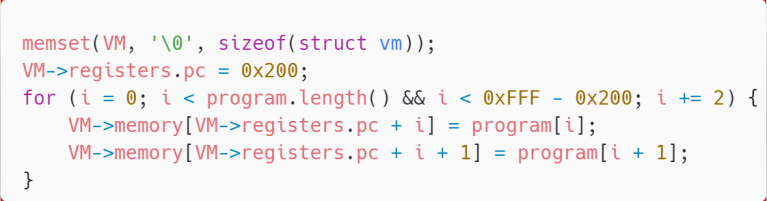 memset(VM, '\0', sizeof(struct vm));
VM->registers.pc = 0x200;
for (i = 0; i < program.length() && i < 0xFFF - 0x200; i += 2) {
    VM->memory[VM->registers.pc + i] = program[i];
    VM->memory[VM->registers.pc + i + 1] = program[i + 1];
}